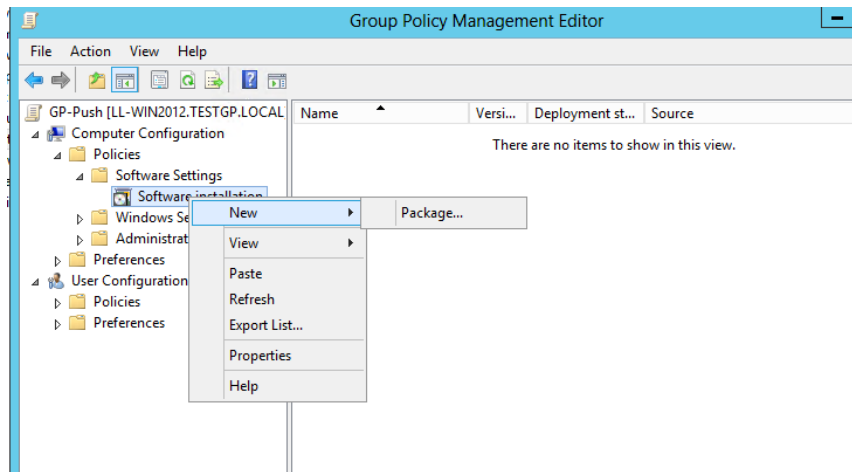 Group Policy Management Editor
File Action View Help
GP-Push [LL-WIN2012.TESTGP.LOCAL
Computer Configuration
Policies
Software Settings
Software installation
Windows Se
Administrat
Preferences
User Configuration
Policies
Preferences
Name Versi... Deployment st... Source
There are no items to show in this view.
New
View
Paste
Refresh
Export List...
Properties
Help
Package...